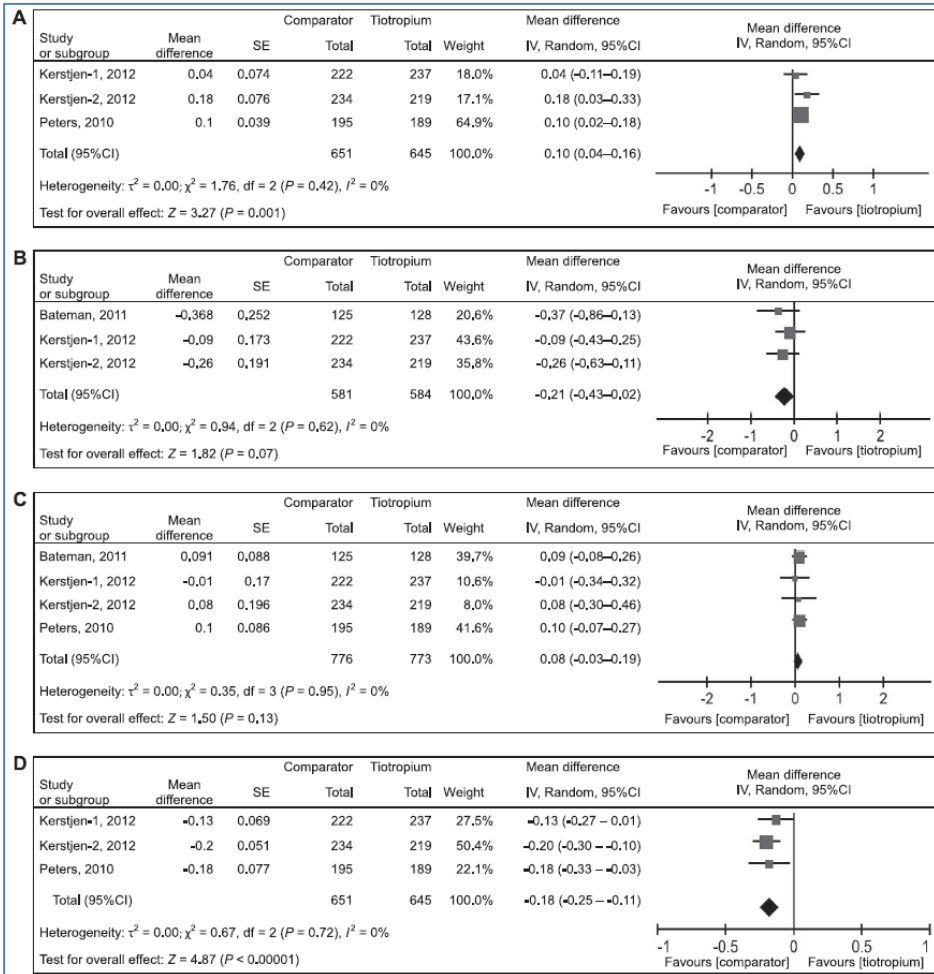 A
Comparator Tiotropium Mean difference Mean difference
Study or subgroup Mean difference SE Total Total Weight IV, Random, 95%CI IV, Random, 95%CI
Kerstjen-1, 2012 0.04 0.074 222 237 18.0% 0.04 (-0.11–0.19)
Kerstjen-2, 2012 0.18 0.076 234 219 17.1% 0.18 (0.03–0.33)
Peters, 2010 0.1 0.039 195 189 64.9% 0.10 (0.02–0.18)
Total (95%CI) 651 645 100.0% 0.10 (0.04–0.16)
Heterogeneity: τ² = 0.00; χ² = 1.76, df = 2 (P = 0.42), I² = 0%
Test for overall effect: Z = 3.27 (P = 0.001)
-1 -0.5 0 0.5 1
Favours [comparator] Favours [tiotropium]
B
Comparator Tiotropium Mean difference Mean difference
Study or subgroup Mean difference SE Total Total Weight IV, Random, 95%CI IV, Random, 95%CI
Bateman, 2011 -0.368 0.252 125 128 20.6% -0.37 (-0.86–0.13)
Kerstjen-1, 2012 -0.09 0.173 222 237 43.6% -0.09 (-0.43–0.25)
Kerstjen-2, 2012 -0.26 0.191 234 219 35.8% -0.26 (-0.63–0.11)
Total (95%CI) 581 584 100.0% -0.21 (-0.43–0.02)
Heterogeneity: τ² = 0.00; χ² = 0.94, df = 2 (P = 0.62), I² = 0%
Test for overall effect: Z = 1.82 (P = 0.07)
-2 -1 0 1 2
Favours [comparator] Favours [tiotropium]
C
Comparator Tiotropium Mean difference Mean difference
Study or subgroup Mean difference SE Total Total Weight IV, Random, 95%CI IV, Random, 95%CI
Bateman, 2011 0.091 0.088 125 128 39.7% 0.09 (-0.08–0.26)
Kerstjen-1, 2012 -0.01 0.17 222 237 10.6% -0.01 (-0.34–0.32)
Kerstjen-2, 2012 0.08 0.196 234 219 8.0% 0.08 (-0.30–0.46)
Peters, 2010 0.1 0.086 195 189 41.6% 0.10 (-0.07–0.27)
Total (95%CI) 776 773 100.0% 0.08 (-0.03–0.19)
Heterogeneity: τ² = 0.00; χ² = 0.35, df = 3 (P = 0.95), I² = 0%
Test for overall effect: Z = 1.50 (P = 0.13)
-2 -1 0 1 2
Favours [comparator] Favours [tiotropium]
D
Comparator Tiotropium Mean difference Mean difference
Study or subgroup Mean difference SE Total Total Weight IV, Random, 95%CI IV, Random, 95%CI
Kerstjen-1, 2012 -0.13 0.069 222 237 27.5% -0.13 (-0.27 – 0.01)
Kerstjen-2, 2012 -0.2 0.051 234 219 50.4% -0.20 (-0.30 – -0.10)
Peters, 2010 -0.18 0.077 195 189 22.1% -0.18 (-0.33 – -0.03)
Total (95%CI) 651 645 100.0% -0.18 (-0.25 – -0.11)
Heterogeneity: τ² = 0.00; χ² = 0.67, df = 2 (P = 0.72), I² = 0%
Test for overall effect: Z = 4.87 (P < 0.00001)
-1 -0.5 0 0.5 1